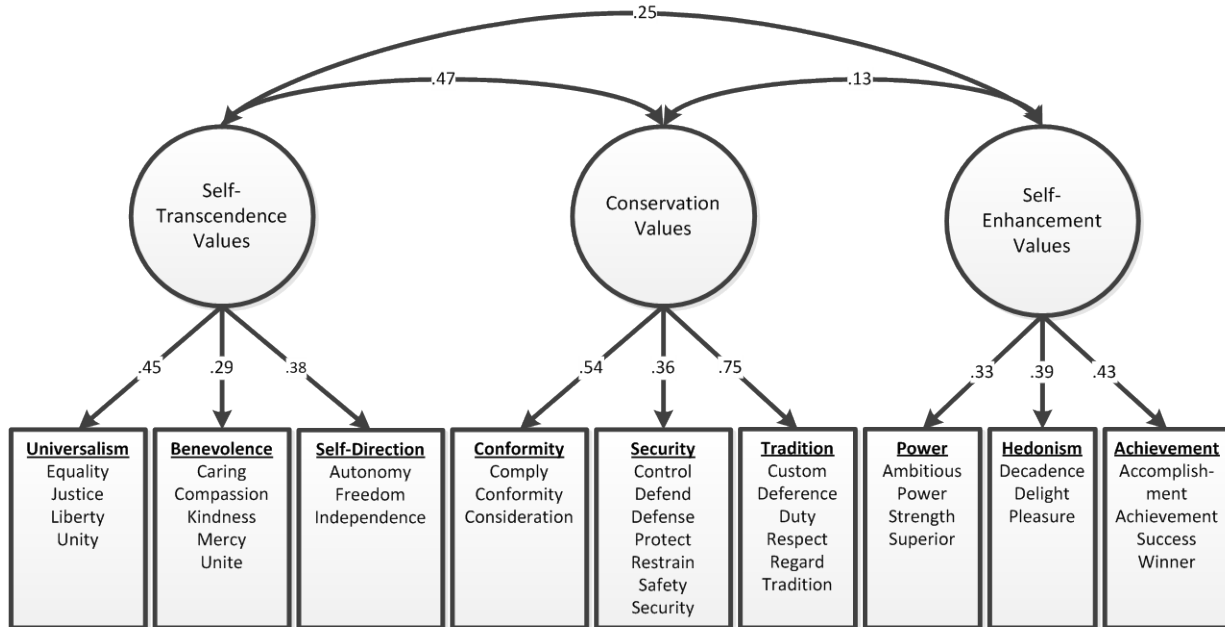 .25
.47
.13
Self-
Transcendence
Values
Conservation
Values
Self-
Enhancement
Values
.45
.29
.38
.54
.36
.75
.33
.39
.43
Universalism
Equality
Justice
Liberty
Unity
Benevolence
Caring
Compassion
Kindness
Mercy
Unite
Self-Direction
Autonomy
Freedom
Independence
Conformity
Comply
Conformity
Consideration
Security
Control
Defend
Defense
Protect
Restrain
Safety
Security
Tradition
Custom
Deference
Duty
Respect
Regard
Tradition
Power
Ambitious
Power
Strength
Superior
Hedonism
Decadence
Delight
Pleasure
Achievement
Accomplish-
ment
Achievement
Success
Winner